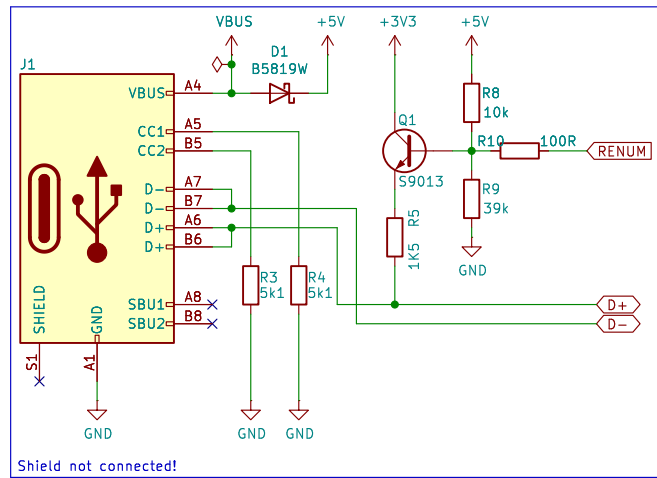 VBUS
+5V
+3V3
+5V
J1
D1
B5819W
VBUS
A4
R8
10k
CC1
A5
Q1
CC2
B5
R10
100R
RENUM
D-
A7
S9013
D-
B7
R9
39k
D+
A6
R5
1K5
D+
B6
GND
R3
5k1
R4
5k1
SBU1
A8
D+
SBU2
B8
D-
SHIELD
GND
S1
A1
GND
GND
GND
Shield not connected!